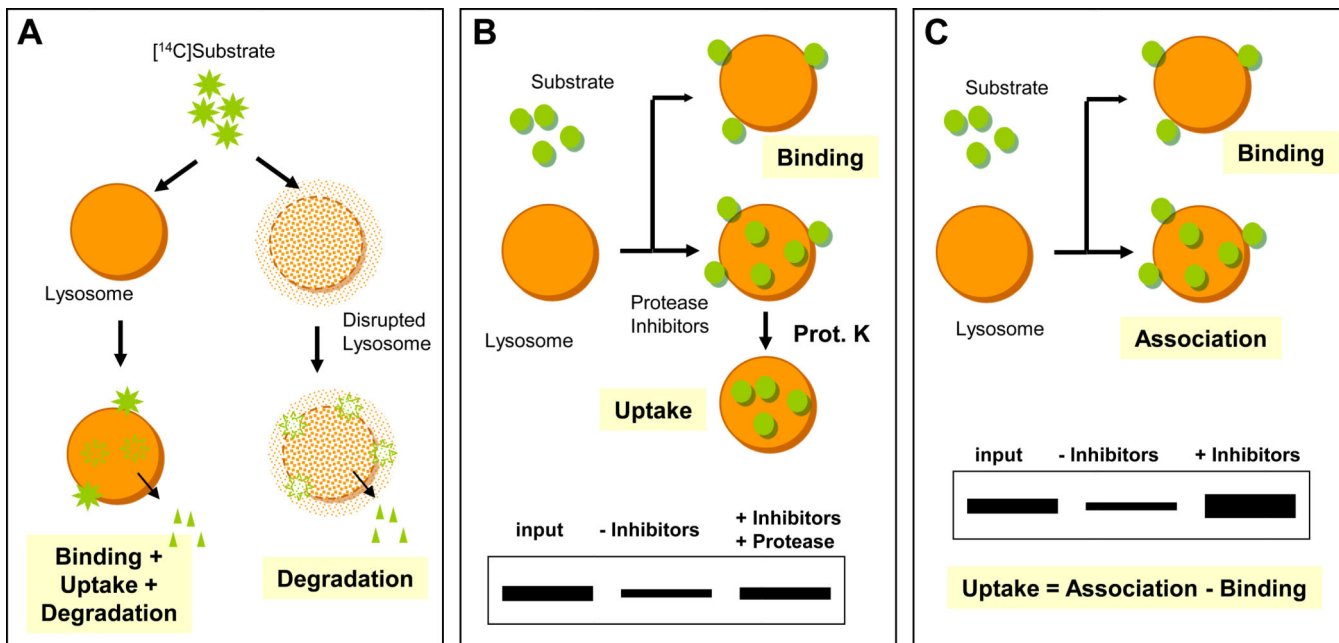 A
[¹⁴C]Substrate
Lysosome
Disrupted
Lysosome
Binding +
Uptake +
Degradation
Degradation
B
Substrate
Binding
Lysosome
Protease
Inhibitors
Prot. K
Uptake
input
- Inhibitors
+ Inhibitors
+ Protease
C
Substrate
Binding
Lysosome
Association
input
- Inhibitors
+ Inhibitors
Uptake = Association - Binding